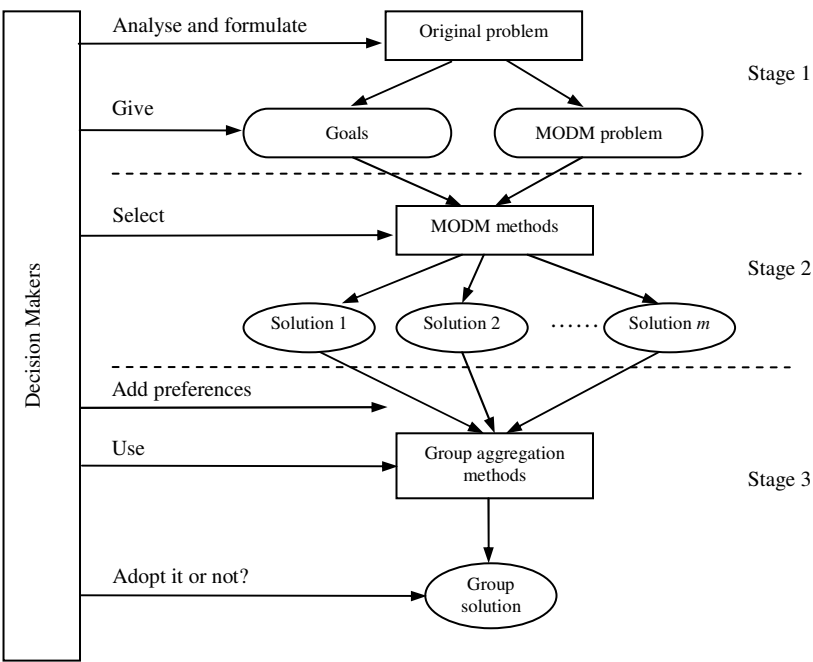 Analyse and formulate
Original problem
Stage 1
Give
Goals
MODM problem
Select
MODM methods
Stage 2
Decision Makers
Solution 1
Solution 2
......
Solution m
Add preferences
Use
Group aggregation
methods
Stage 3
Adopt it or not?
Group
solution